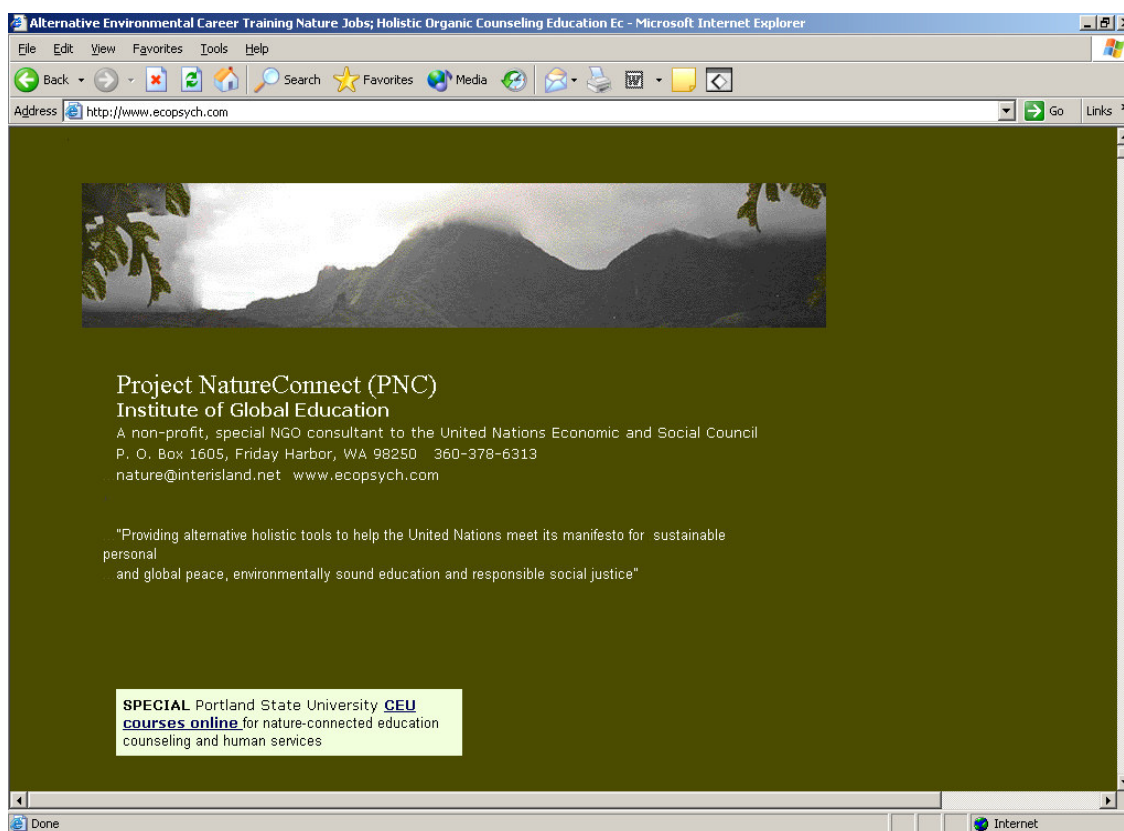 Alternative Environmental Career Training Nature Jobs; Holistic Organic Counseling Education Ec - Microsoft Internet Explorer
File Edit View Favorites Tools Help
Back Search Favorites Media
Address http://www.ecopsych.com Go Links
Project NatureConnect (PNC)
Institute of Global Education
A non-profit, special NGO consultant to the United Nations Economic and Social Council
P. O. Box 1605, Friday Harbor, WA 98250 360-378-6313
...nature@interisland.net www.ecopsych.com
..."Providing alternative holistic tools to help the United Nations meet its manifesto for sustainable
personal
...and global peace, environmentally sound education and responsible social justice"
SPECIAL Portland State University CEU
courses online for nature-connected education
counseling and human services
Done Internet